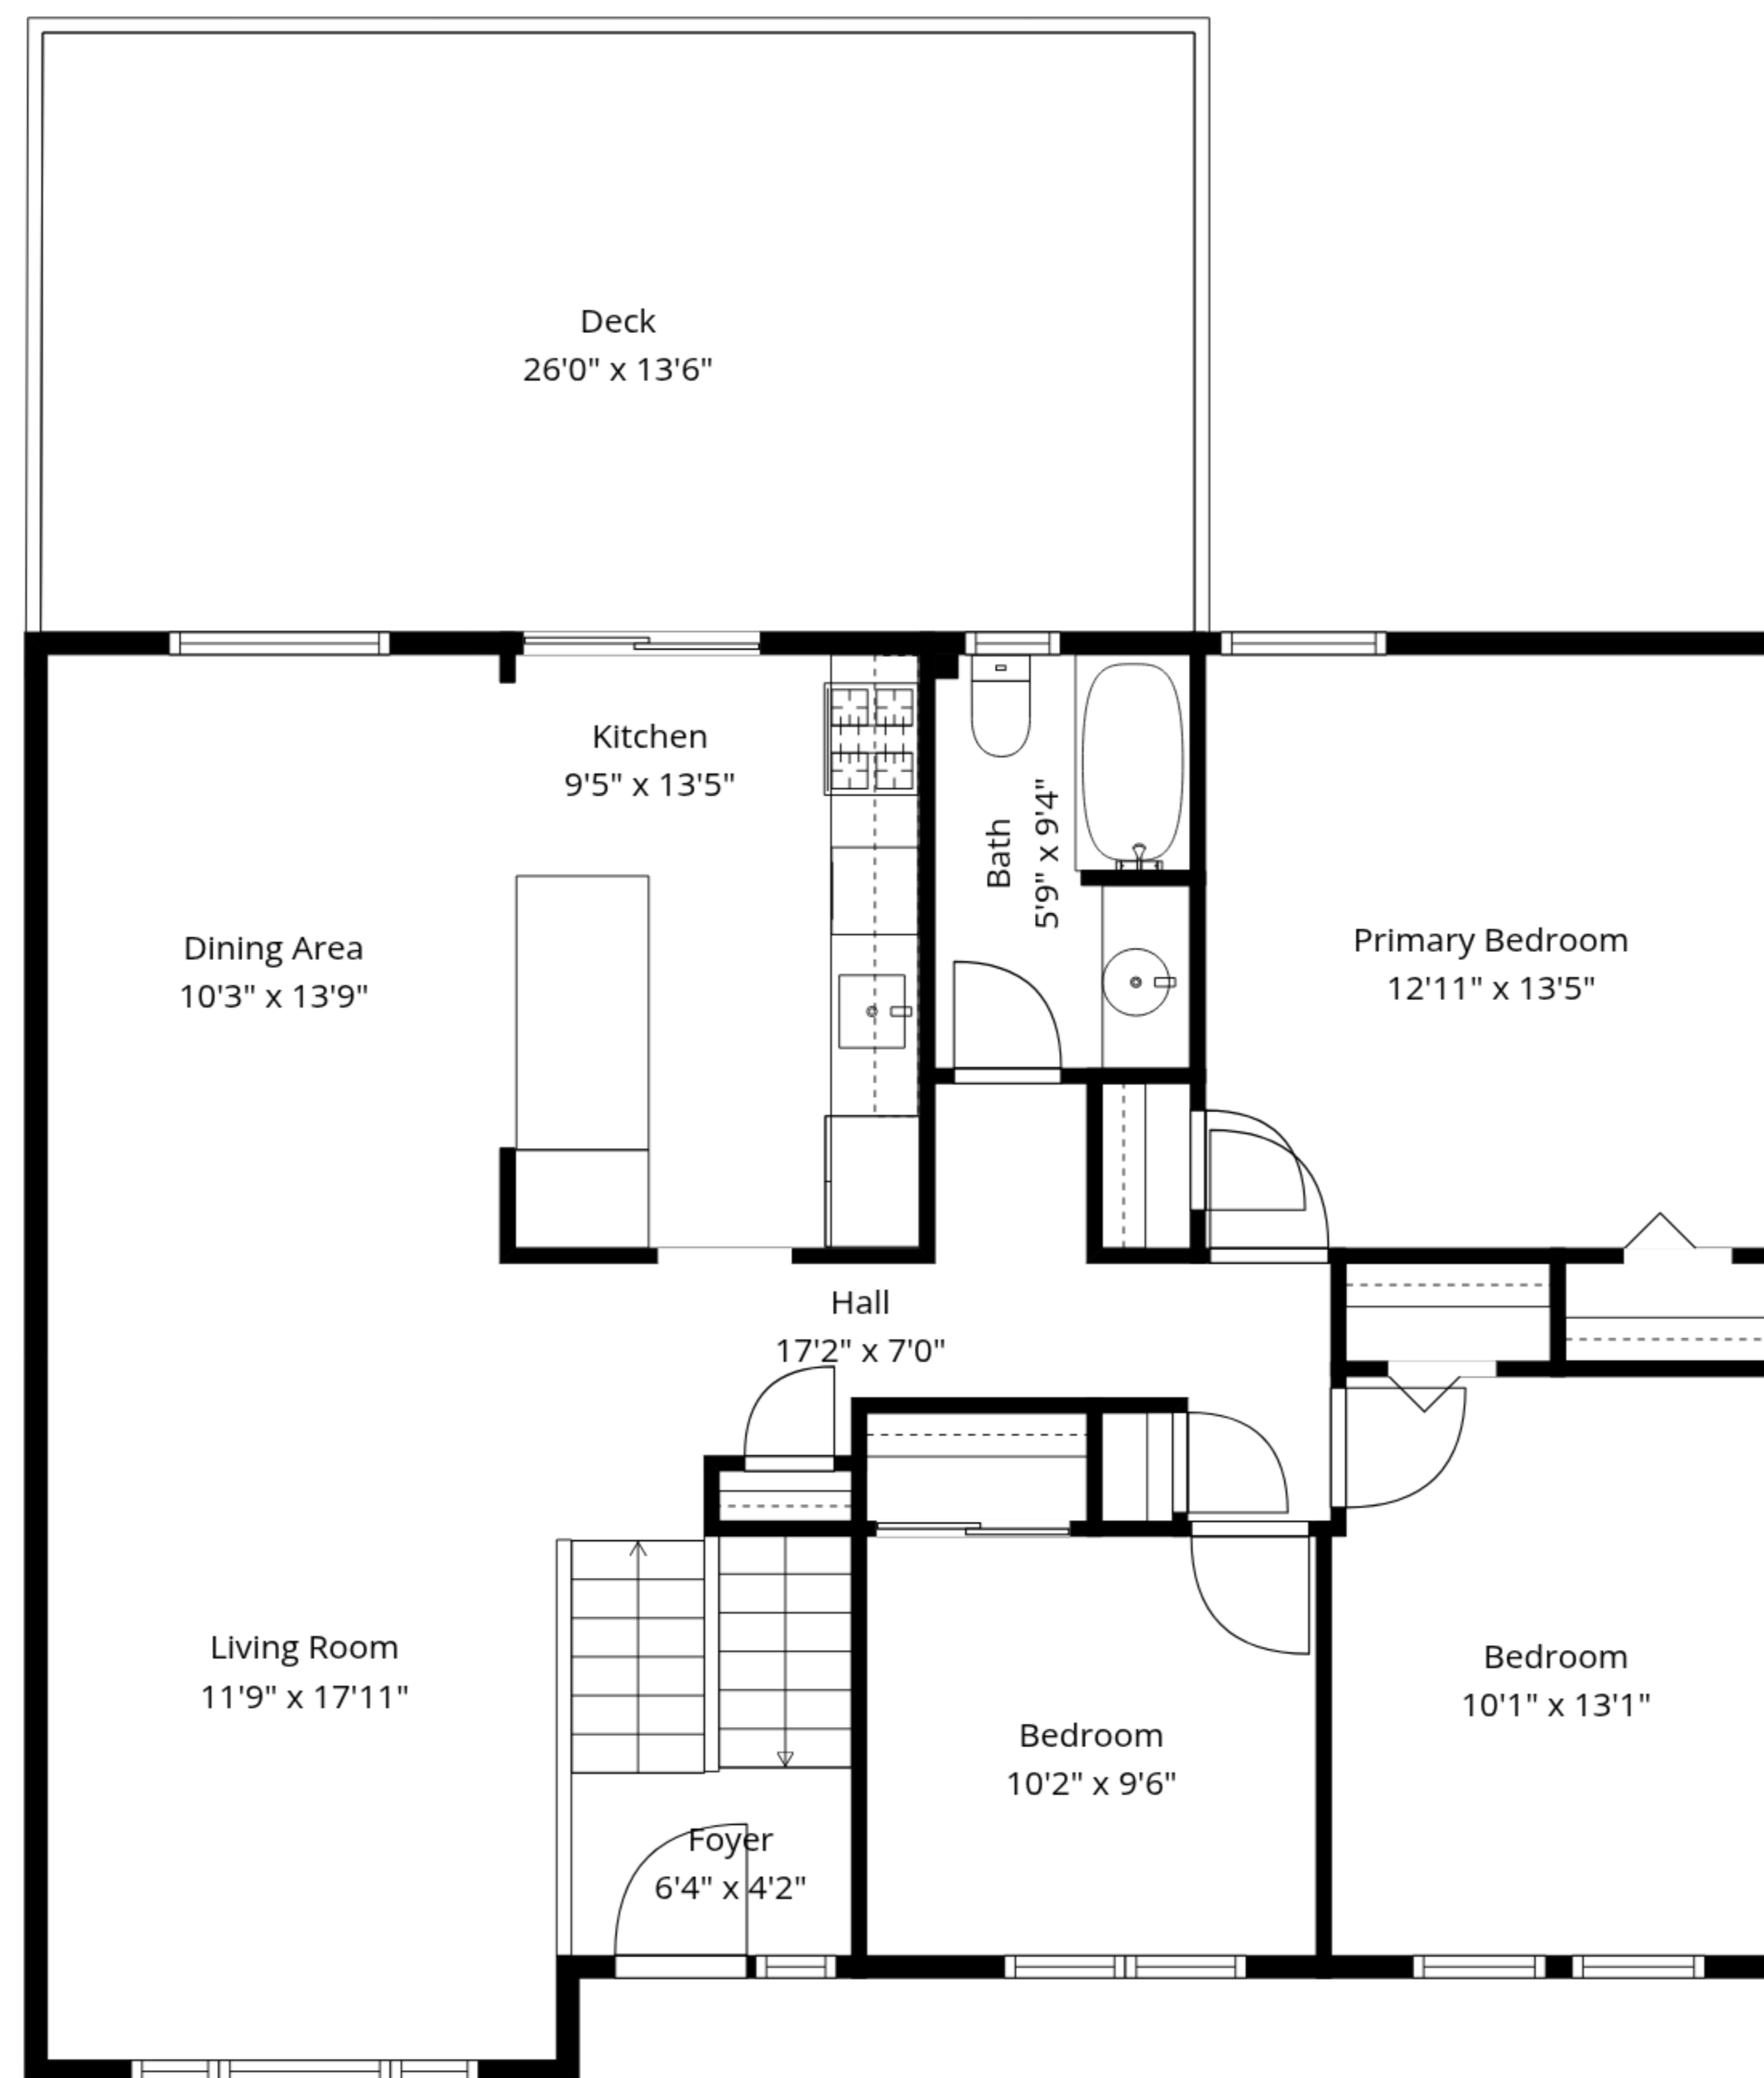 Deck
26'0" x 13'6"
Kitchen
9'5" x 13'5"
Bath
5'9" x 9'4"
Dining Area
10'3" x 13'9"
Primary Bedroom
12'11" x 13'5"
Hall
17'2" x 7'0"
Living Room
11'9" x 17'11"
Bedroom
10'1" x 13'1"
Bedroom
10'2" x 9'6"
Foyer
6'4" x 4'2"